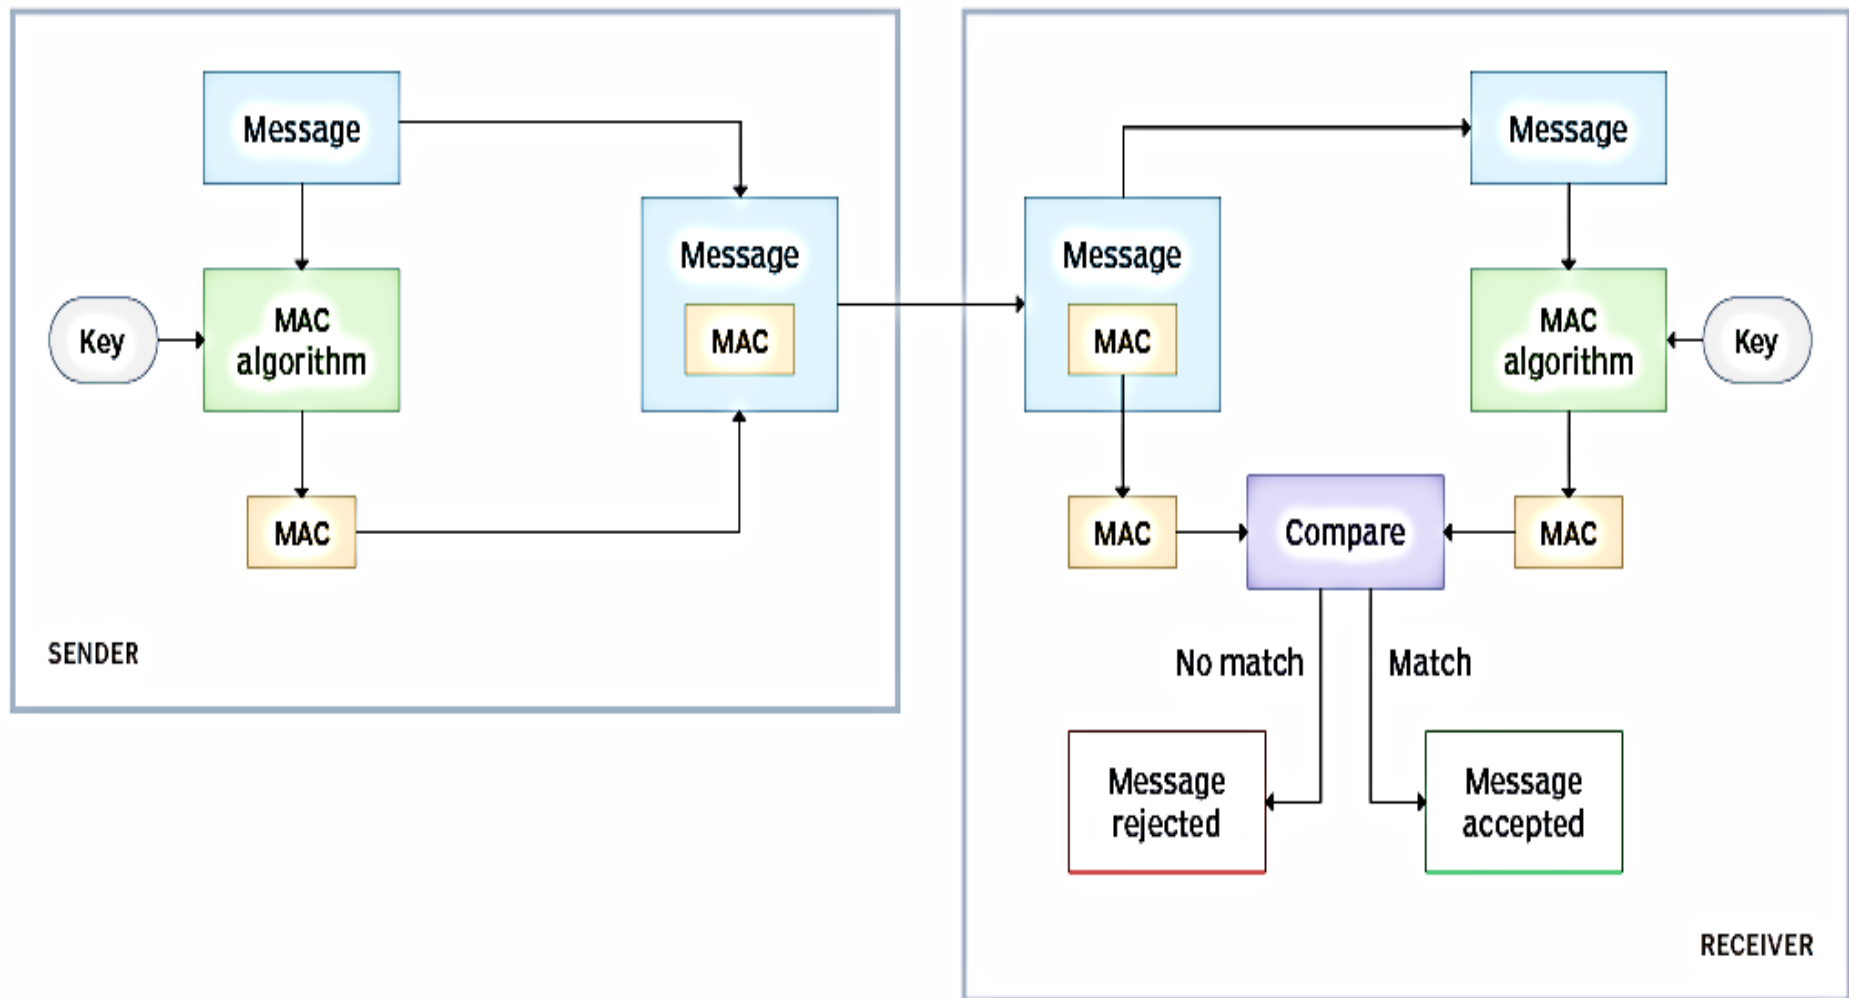 Message
Message
MAC
Key
MAC
algorithm
MAC
SENDER
Message
Message
MAC
MAC
algorithm
Key
MAC
Compare
MAC
No match
Match
Message
rejected
Message
accepted
RECEIVER